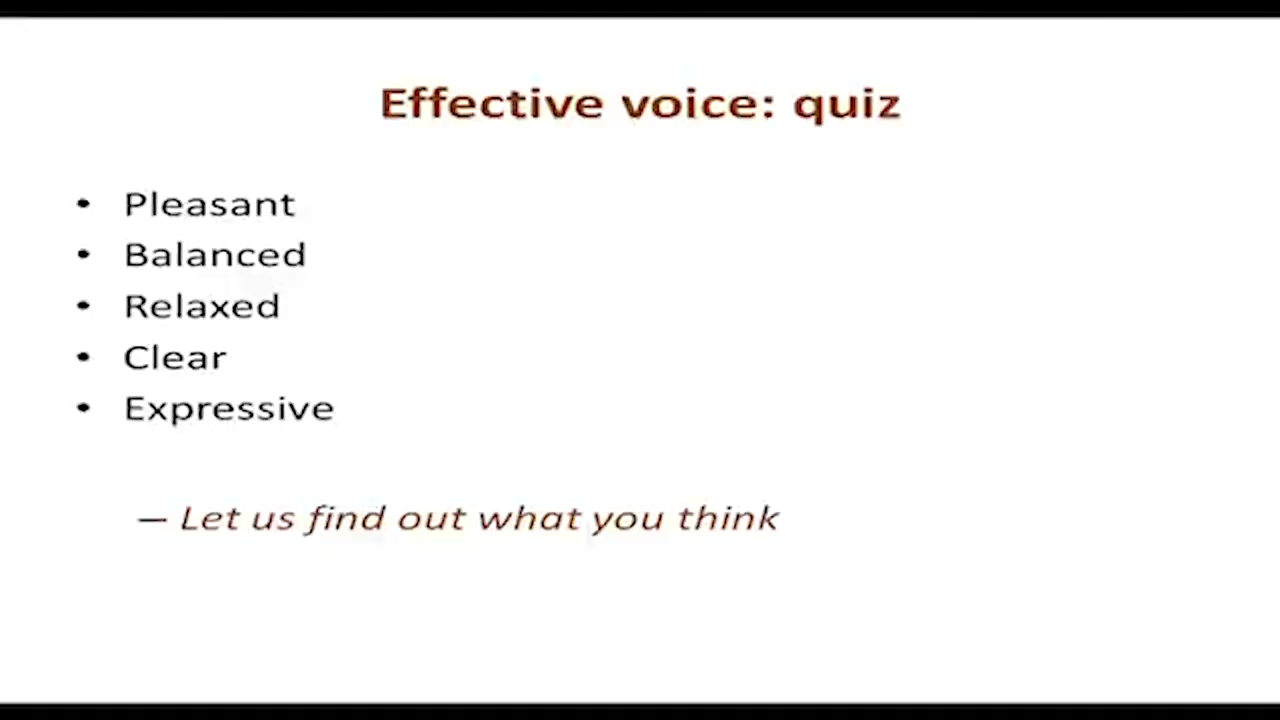 Effective voice: quiz
• Pleasant
• Balanced
• Relaxed
• Clear
• Expressive
– Let us find out what you think